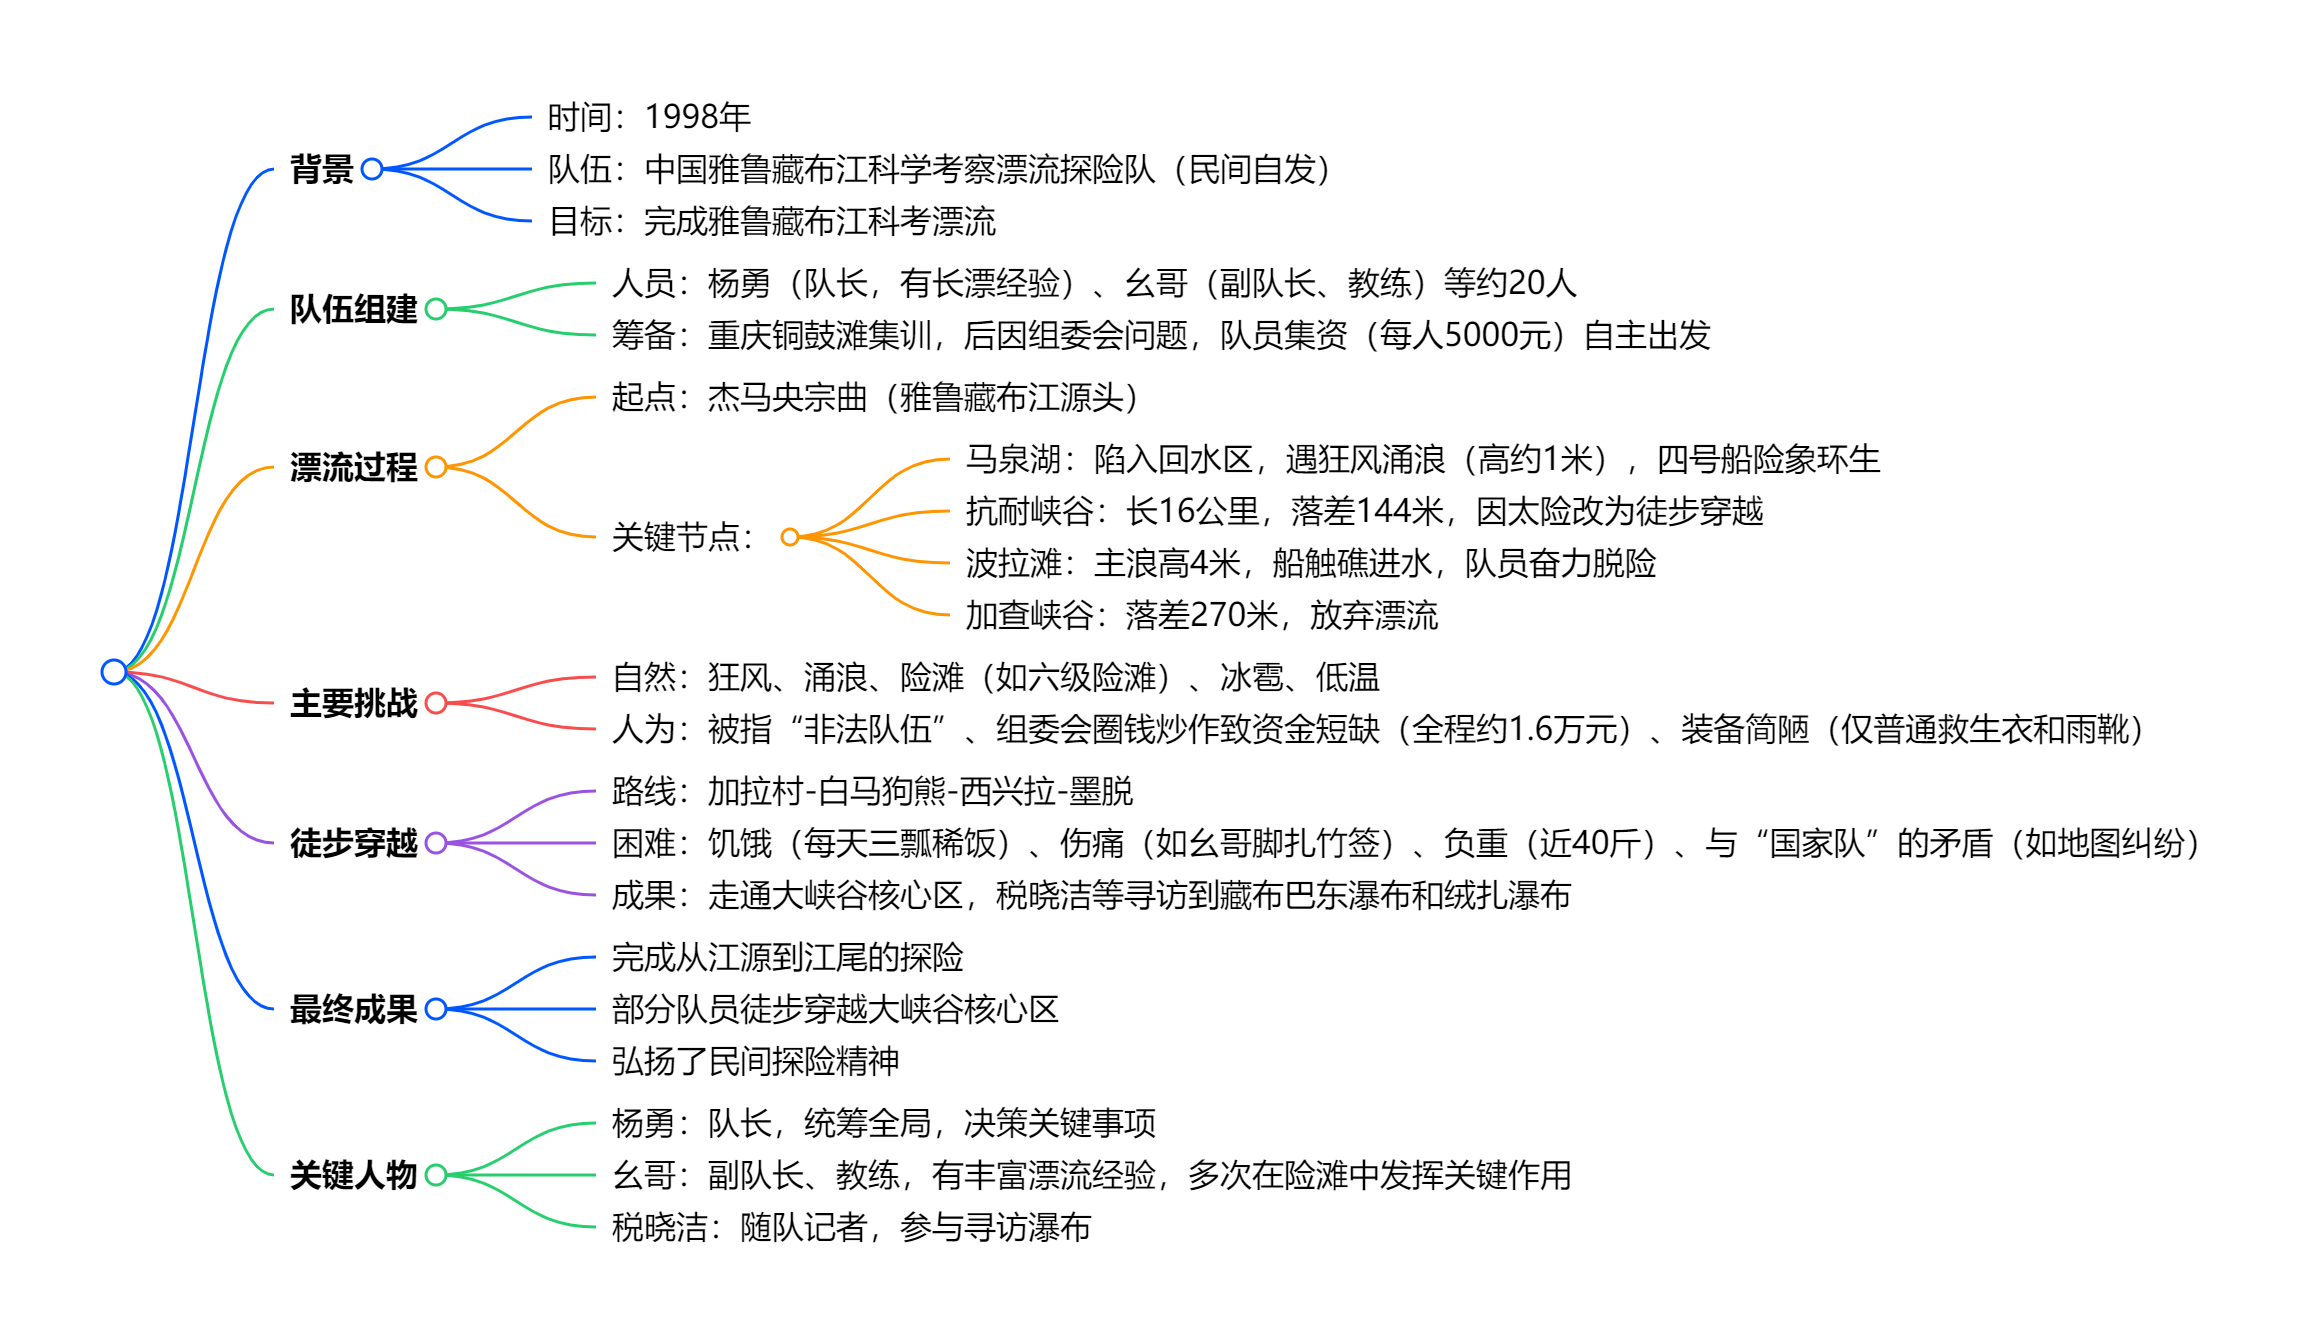 背景
时间：1998年
队伍：中国雅鲁藏布江科学考察漂流探险队（民间自发）
目标：完成雅鲁藏布江科考漂流
队伍组建
人员：杨勇（队长，有长漂经验）、幺哥（副队长、教练）等约20人
筹备：重庆铜鼓滩集训，后因组委会问题，队员集资（每人5000元）自主出发
漂流过程
起点：杰马央宗曲（雅鲁藏布江源头）
关键节点：
马泉湖：陷入回水区，遇狂风涌浪（高约1米），四号船险象环生
抗耐峡谷：长16公里，落差144米，因太险改为徒步穿越
波拉滩：主浪高4米，船触礁进水，队员奋力脱险
加查峡谷：落差270米，放弃漂流
主要挑战
自然：狂风、涌浪、险滩（如六级险滩）、冰雹、低温
人为：被指“非法队伍”、组委会圈钱炒作致资金短缺（全程约1.6万元）、装备简陋（仅普通救生衣和雨靴）
徒步穿越
路线：加拉村-白马狗熊-西兴拉-墨脱
困难：饥饿（每天三瓢稀饭）、伤痛（如幺哥脚扎竹签）、负重（近40斤）、与“国家队”的矛盾（如地图纠纷）
成果：走通大峡谷核心区，税晓洁等寻访到藏布巴东瀑布和绒扎瀑布
最终成果
完成从江源到江尾的探险
部分队员徒步穿越大峡谷核心区
弘扬了民间探险精神
关键人物
杨勇：队长，统筹全局，决策关键事项
幺哥：副队长、教练，有丰富漂流经验，多次在险滩中发挥关键作用
税晓洁：随队记者，参与寻访瀑布